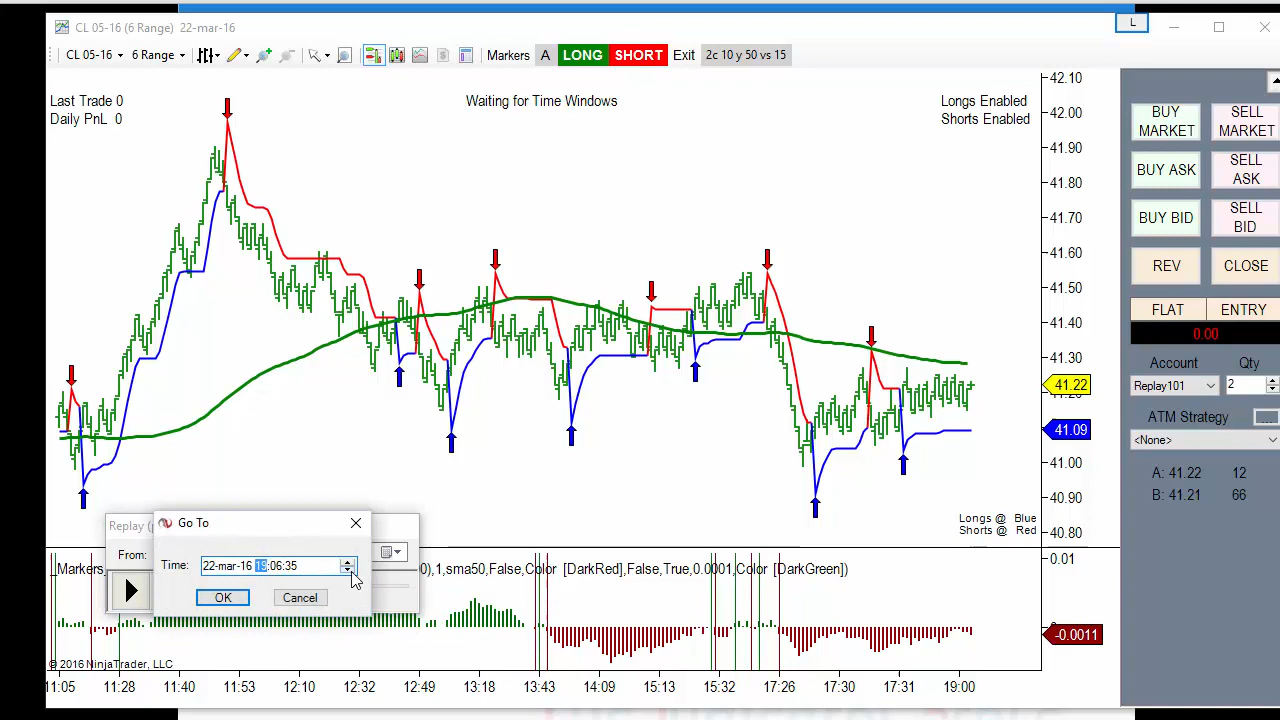 CL 05-16 (6 Range) 22-mar-16
L
CL 05-16 6 Range Markers A LONG SHORT Exit 2c 10 y 50 vs 15
Last Trade 0
Daily PnL 0
Waiting for Time Windows
Longs Enabled
Shorts Enabled
42.10
42.00
41.90
41.80
41.70
41.60
41.50
41.40
41.30
41.22
41.09
41.00
40.90
40.80
Longs @ Blue
Shorts @ Red
BUY MARKET
SELL MARKET
BUY ASK
SELL ASK
BUY BID
SELL BID
REV
CLOSE
FLAT
ENTRY
0.00
Account
Qty
Replay101
2
ATM Strategy
<None>
A: 41.22 12
B: 41.21 66
Replay (
From:
Go To
Time: 22-mar-16 19:06:35
OK
Cancel
_Markers,
0),1,sma50,False,Color [DarkRed],False,True,0.0001,Color [DarkGreen])
0.01
-0.0011
© 2016 NinjaTrader, LLC
11:05 11:28 11:40 11:53 12:10 12:32 12:49 13:18 13:43 14:09 15:13 15:32 17:26 17:30 17:31 19:00